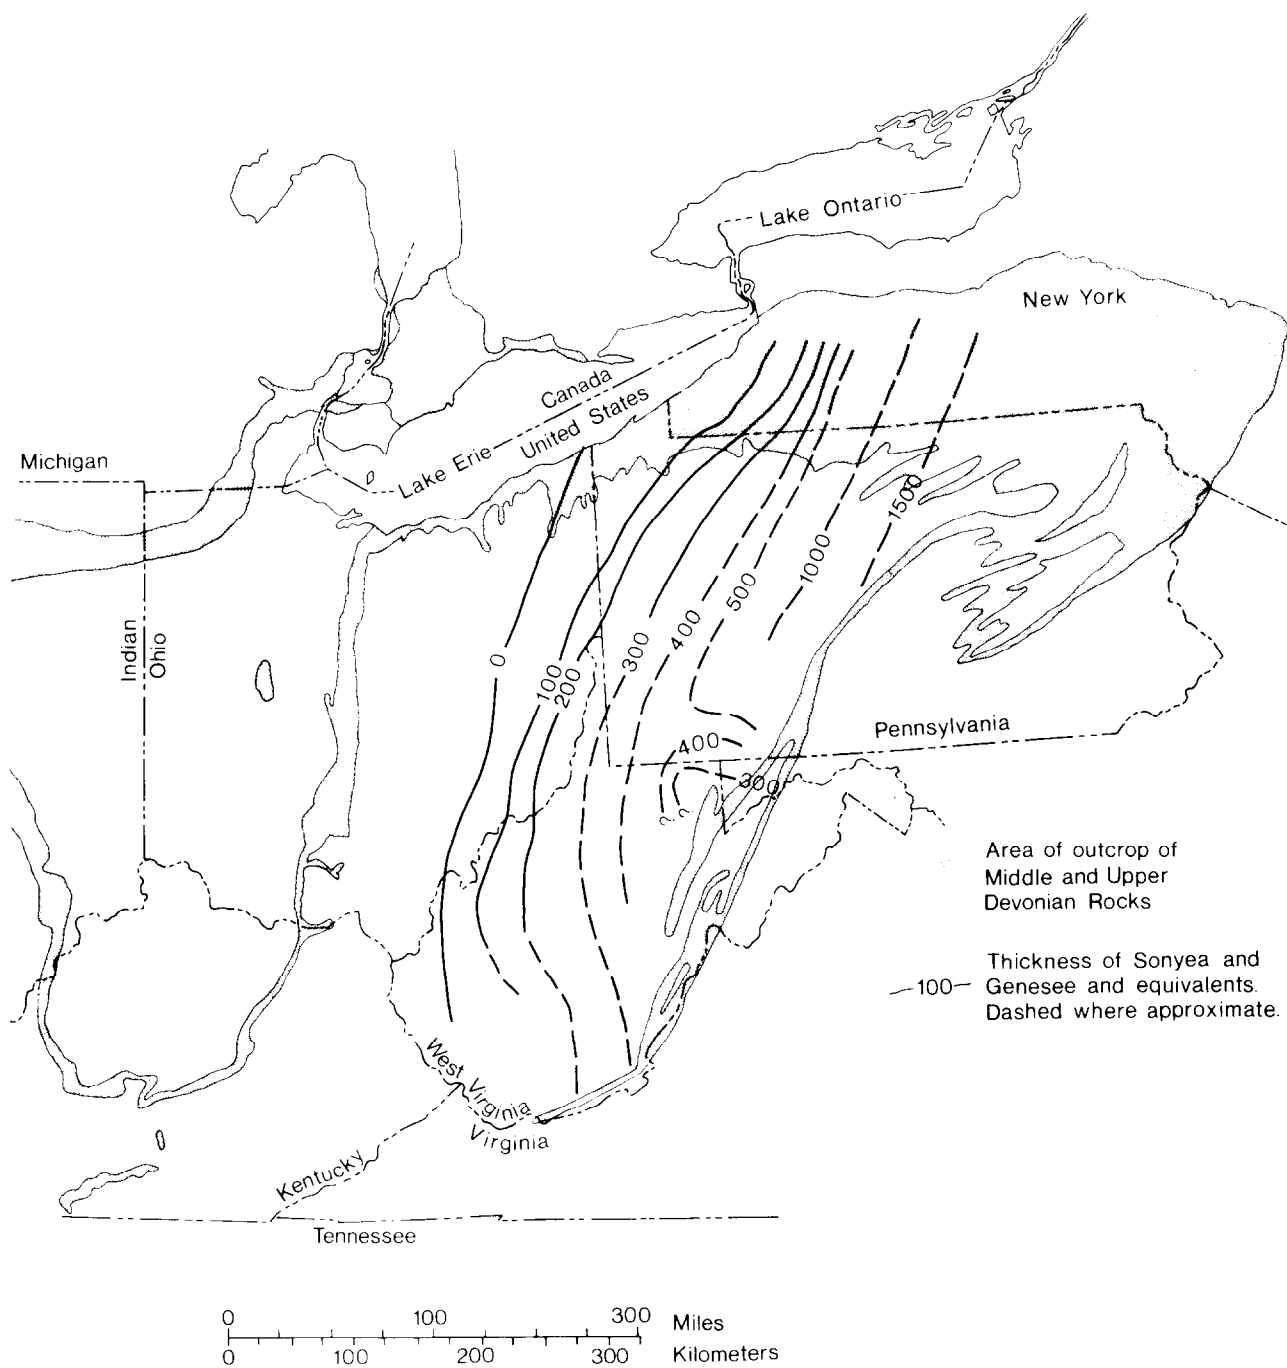 Lake Ontario
New York
Canada
United States
Lake Erie
Michigan
Indian
Ohio
0
100
200
300
400
500
1000
1500
400
300
?
?
Pennsylvania
West Virginia
Virginia
Kentucky
Tennessee
Area of outcrop of
Middle and Upper
Devonian Rocks
—100— Thickness of Sonyea and
Genesee and equivalents.
Dashed where approximate.
0 100 300 Miles
0 100 200 300 Kilometers